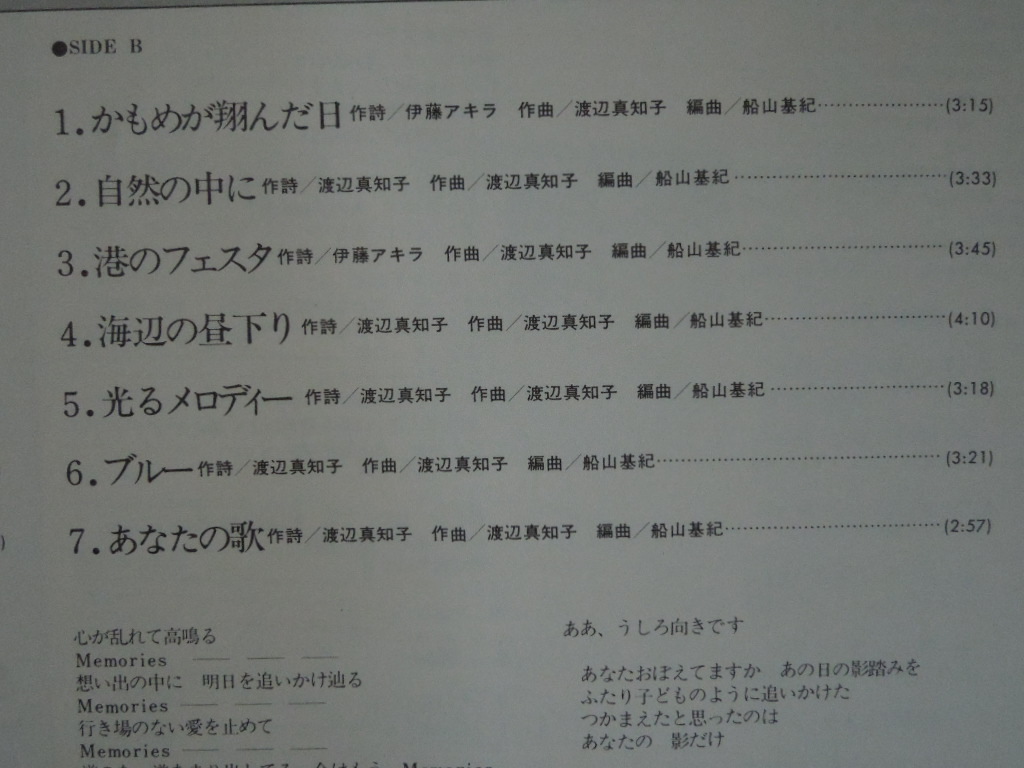 ●SIDE B
1.かもめが翔んだ日 作詩／伊藤アキラ 作曲／渡辺真知子 編曲／船山基紀…………………(3:15)
2.自然の中に 作詩／渡辺真知子 作曲／渡辺真知子 編曲／船山基紀…………………(3:33)
3.港のフェスタ 作詩／伊藤アキラ 作曲／渡辺真知子 編曲／船山基紀…………………(3:45)
4.海辺の昼下り 作詩／渡辺真知子 作曲／渡辺真知子 編曲／船山基紀…………………(4:10)
5.光るメロディー 作詩／渡辺真知子 作曲／渡辺真知子 編曲／船山基紀…………………(3:18)
6.ブルー 作詩／渡辺真知子 作曲／渡辺真知子 編曲／船山基紀…………………(3:21)
7.あなたの歌 作詩／渡辺真知子 作曲／渡辺真知子 編曲／船山基紀…………………(2:57)
心が乱れて高鳴る
Memories ―― ―― ――
想い出の中に 明日を追いかけ辿る
Memories ―― ―― ――
行き場のない愛を止めて
Memories ―― ―― ――
ああ、うしろ向きです
あなたおぼえてますか あの日の影踏みを
ふたり子どものように追いかけた
つかまえたと思ったのは
あなたの 影だけ